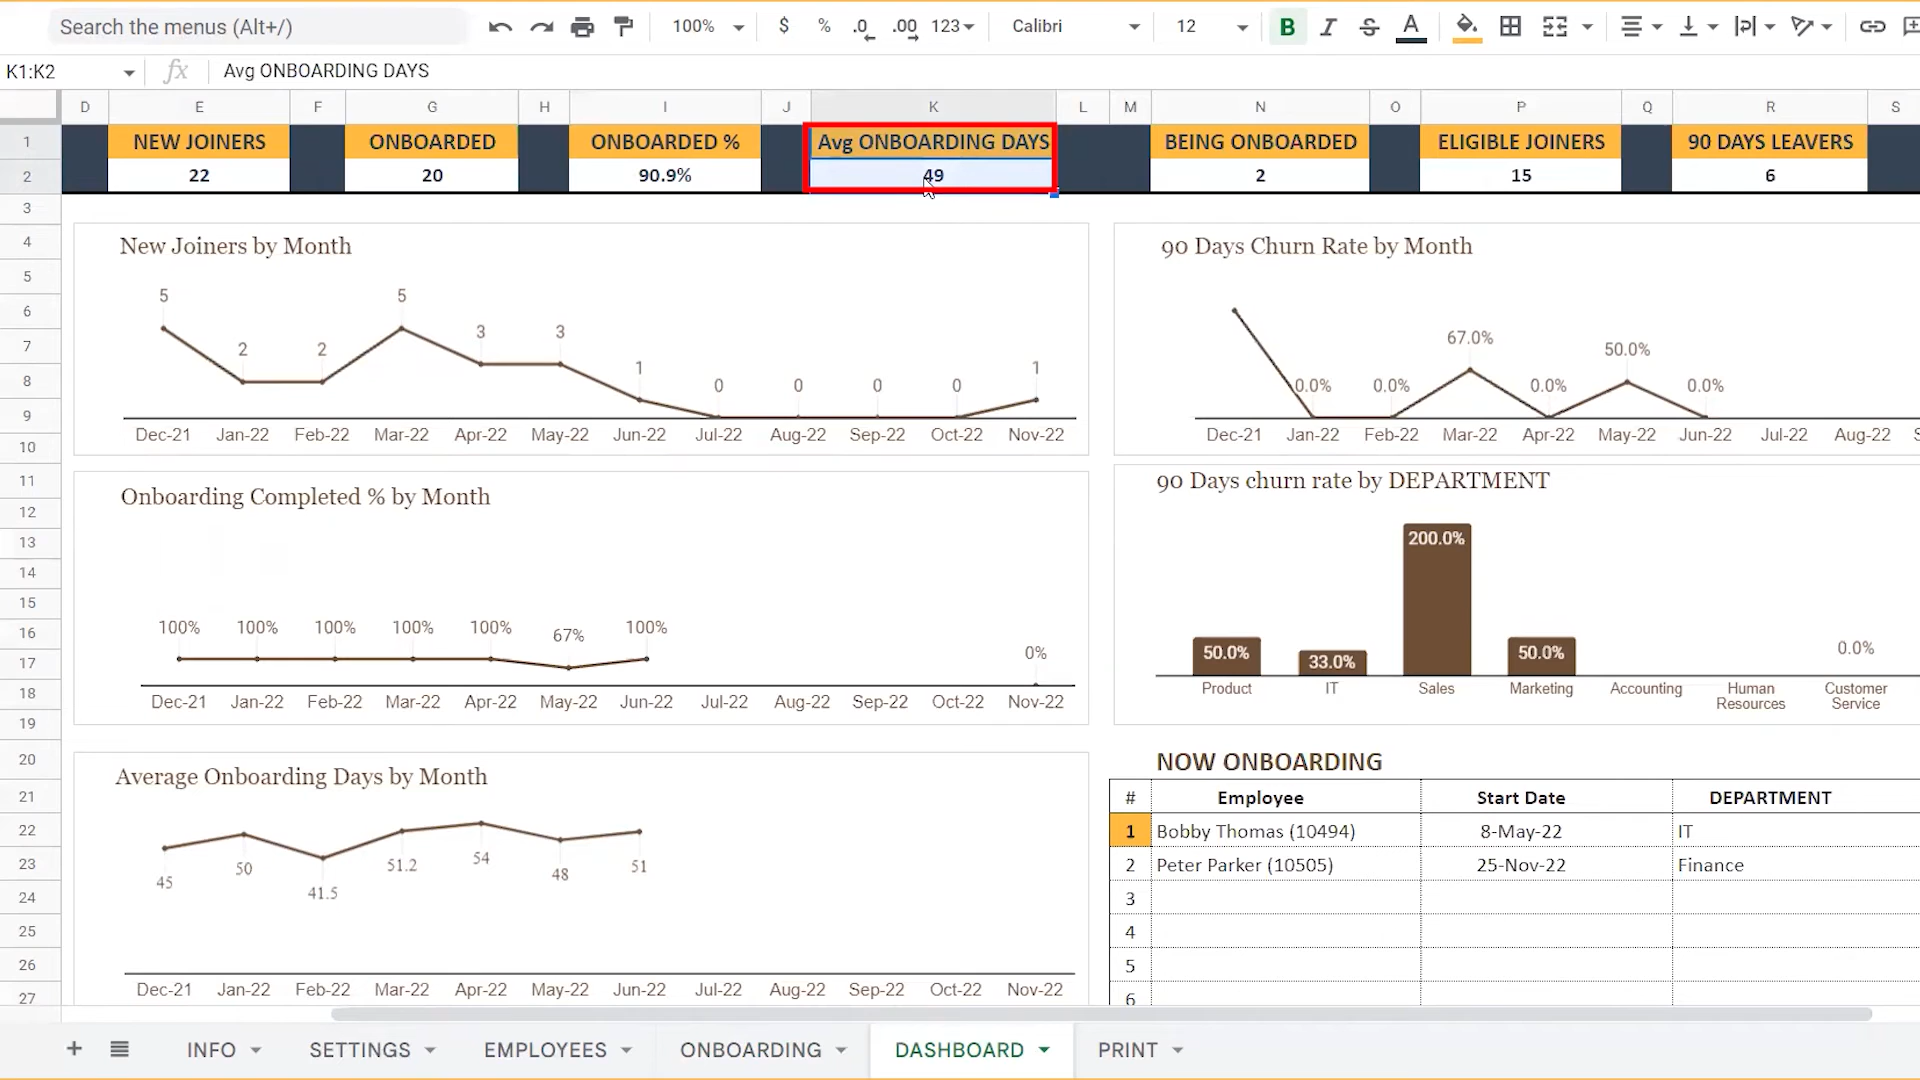 Search the menus (Alt+/)
100% $ % .0 .00 123 Calibri 12 B I S A
K1:K2 fx Avg ONBOARDING DAYS
D E F G H I J K L M N O P Q R S
1 NEW JOINERS ONBOARDED ONBOARDED % Avg ONBOARDING DAYS BEING ONBOARDED ELIGIBLE JOINERS 90 DAYS LEAVERS
2 22 20 90.9% 49 2 15 6
3
4
5
6
7
8
9
10
11
12
13
14
15
16
17
18
19
20
21
22
23
24
25
26
27
New Joiners by Month
5 2 2 5 3 3 1 0 0 0 0 1
Dec-21 Jan-22 Feb-22 Mar-22 Apr-22 May-22 Jun-22 Jul-22 Aug-22 Sep-22 Oct-22 Nov-22
90 Days Churn Rate by Month
0.0% 0.0% 67.0% 0.0% 50.0% 0.0%
Dec-21 Jan-22 Feb-22 Mar-22 Apr-22 May-22 Jun-22 Jul-22 Aug-22 S
Onboarding Completed % by Month
100% 100% 100% 100% 100% 67% 100% 0%
Dec-21 Jan-22 Feb-22 Mar-22 Apr-22 May-22 Jun-22 Jul-22 Aug-22 Sep-22 Oct-22 Nov-22
90 Days churn rate by DEPARTMENT
50.0% 33.0% 200.0% 50.0% 0.0%
Product IT Sales Marketing Accounting Human Resources Customer Service
Average Onboarding Days by Month
45 50 41.5 51.2 54 48 51
Dec-21 Jan-22 Feb-22 Mar-22 Apr-22 May-22 Jun-22 Jul-22 Aug-22 Sep-22 Oct-22 Nov-22
NOW ONBOARDING
# Employee Start Date DEPARTMENT
1 Bobby Thomas (10494) 8-May-22 IT
2 Peter Parker (10505) 25-Nov-22 Finance
3
4
5
6
+ INFO SETTINGS EMPLOYEES ONBOARDING DASHBOARD PRINT